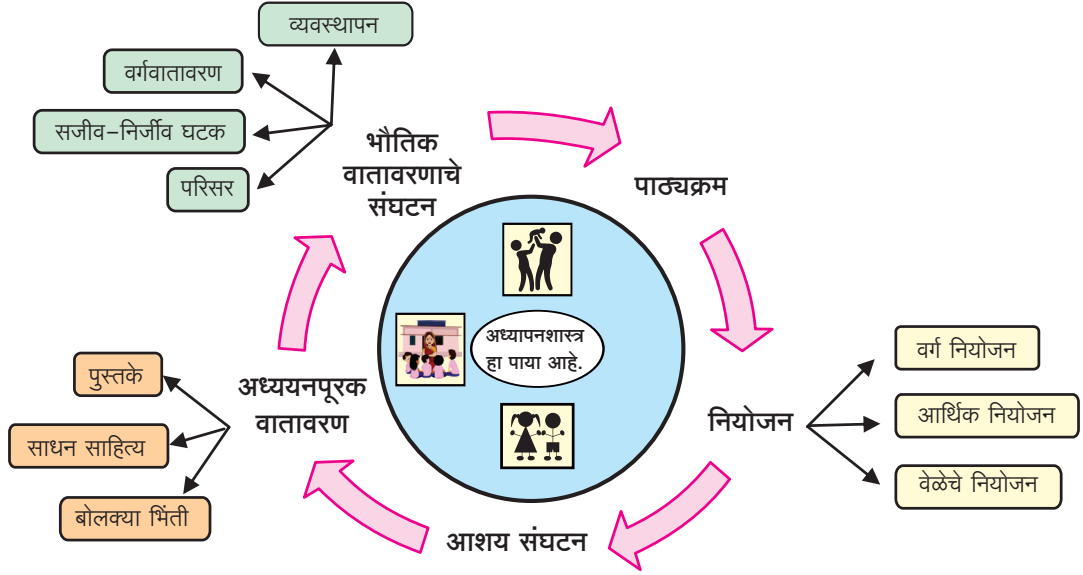 व्यवस्थापन
वर्गवातावरण
सजीव–निर्जीव घटक
परिसर
भौतिक
वातावरणाचे
संघटन
पाठ्यक्रम
अध्यापनशास्त्र
हा पाया आहे.
नियोजन
वर्ग नियोजन
आर्थिक नियोजन
वेळेचे नियोजन
आशय संघटन
अध्ययनपूरक
वातावरण
पुस्तके
साधन साहित्य
बोलक्या भिंती